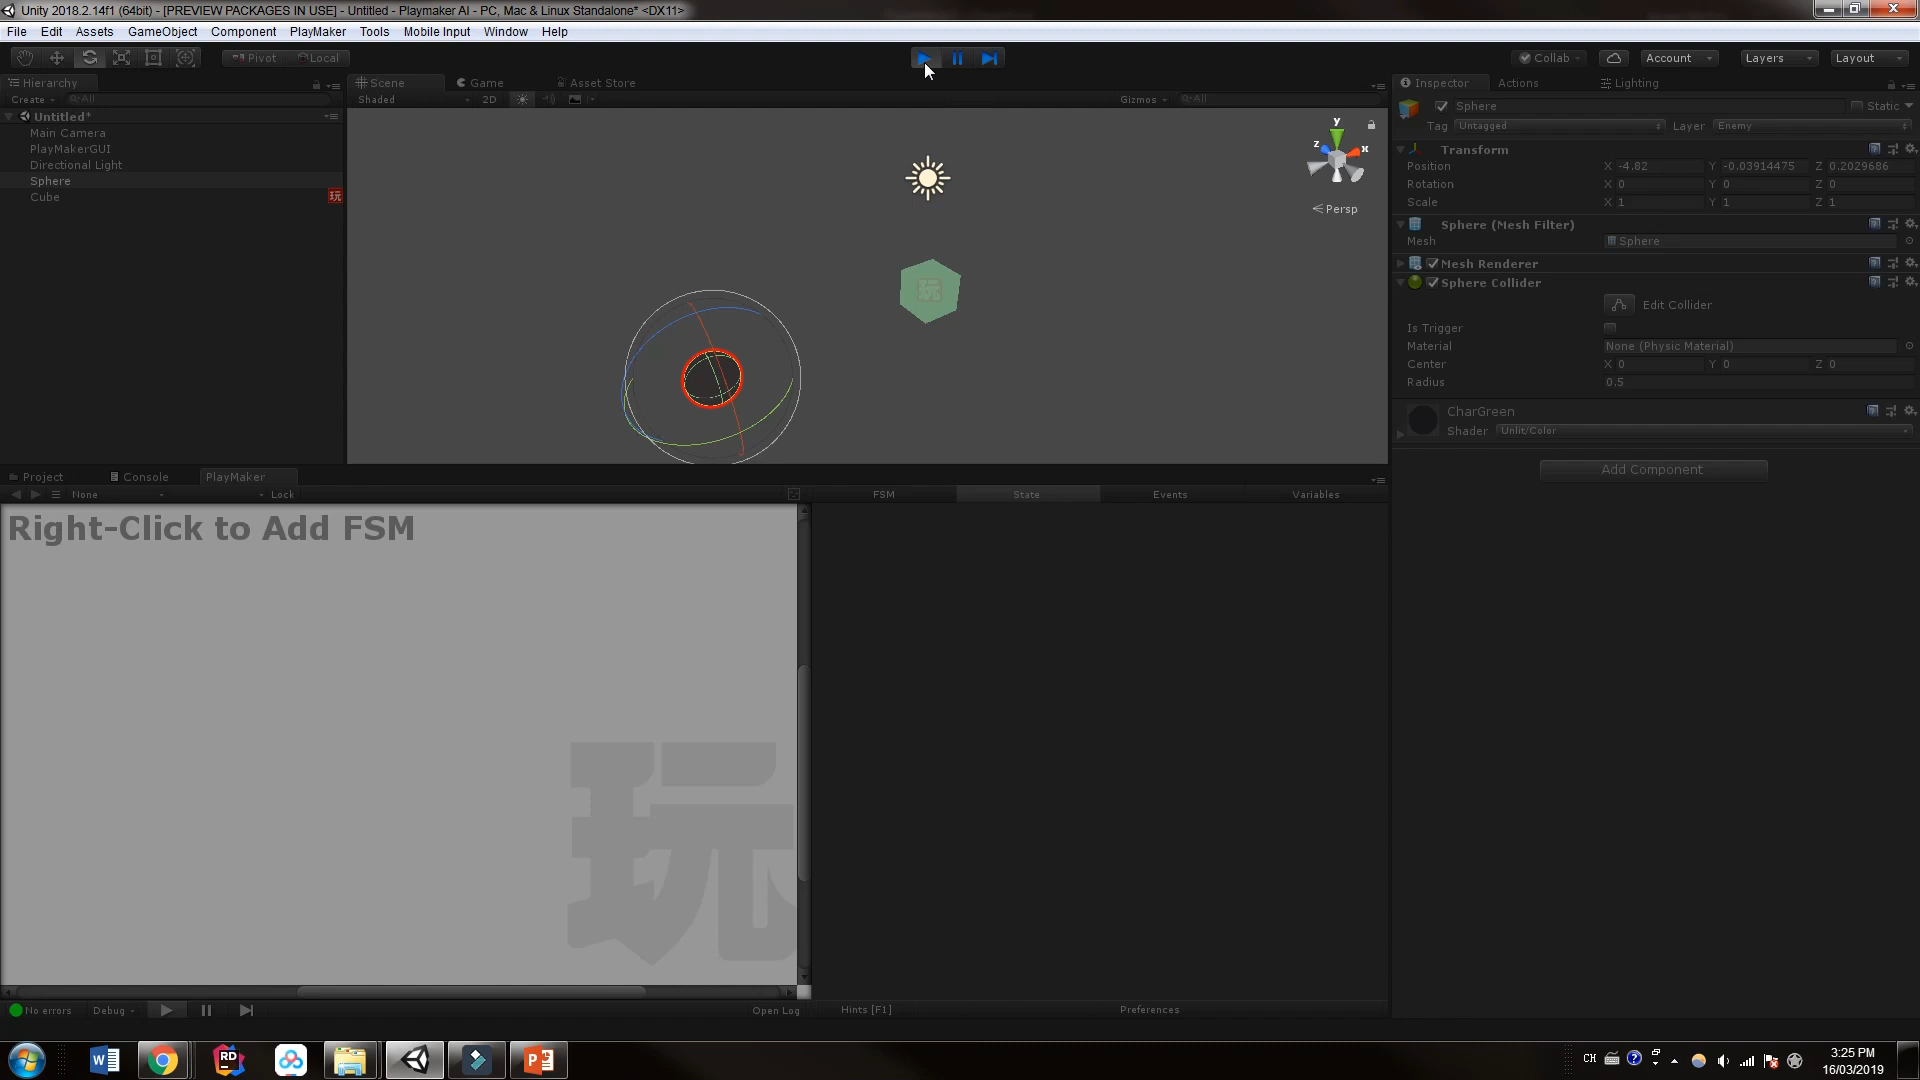 Unity 2018.2.14f1 (64bit) - [PREVIEW PACKAGES IN USE] - Untitled - Playmaker AI - PC, Mac & Linux Standalone* <DX11>
File Edit Assets GameObject Component PlayMaker Tools Mobile Input Window Help
Pivot Local Collab Account Layers Layout
Hierarchy Scene Game Asset Store Inspector Actions Lighting
Create All Shaded 2D Gizmos All
Sphere Static
Untitled*
Tag Untagged Layer Enemy
Main Camera
PlayMakerGUI
Directional Light
Sphere
Cube
玩
y
z
x
Persp
玩
Transform
Position X -4.82 Y -0.03914475 Z 0.2029686
Rotation X 0 Y 0 Z 0
Scale X 1 Y 1 Z 1
Sphere (Mesh Filter)
Mesh Sphere
Mesh Renderer
Sphere Collider
Edit Collider
Is Trigger
Material None (Physic Material)
Center X 0 Y 0 Z 0
Radius 0.5
CharGreen
Shader Unlit/Color
Add Component
Project Console PlayMaker
None Lock FSM State Events Variables
Right-Click to Add FSM
玩
No errors Debug Open Log Hints [F1] Preferences
W RD P CH 3:25 PM
16/03/2019